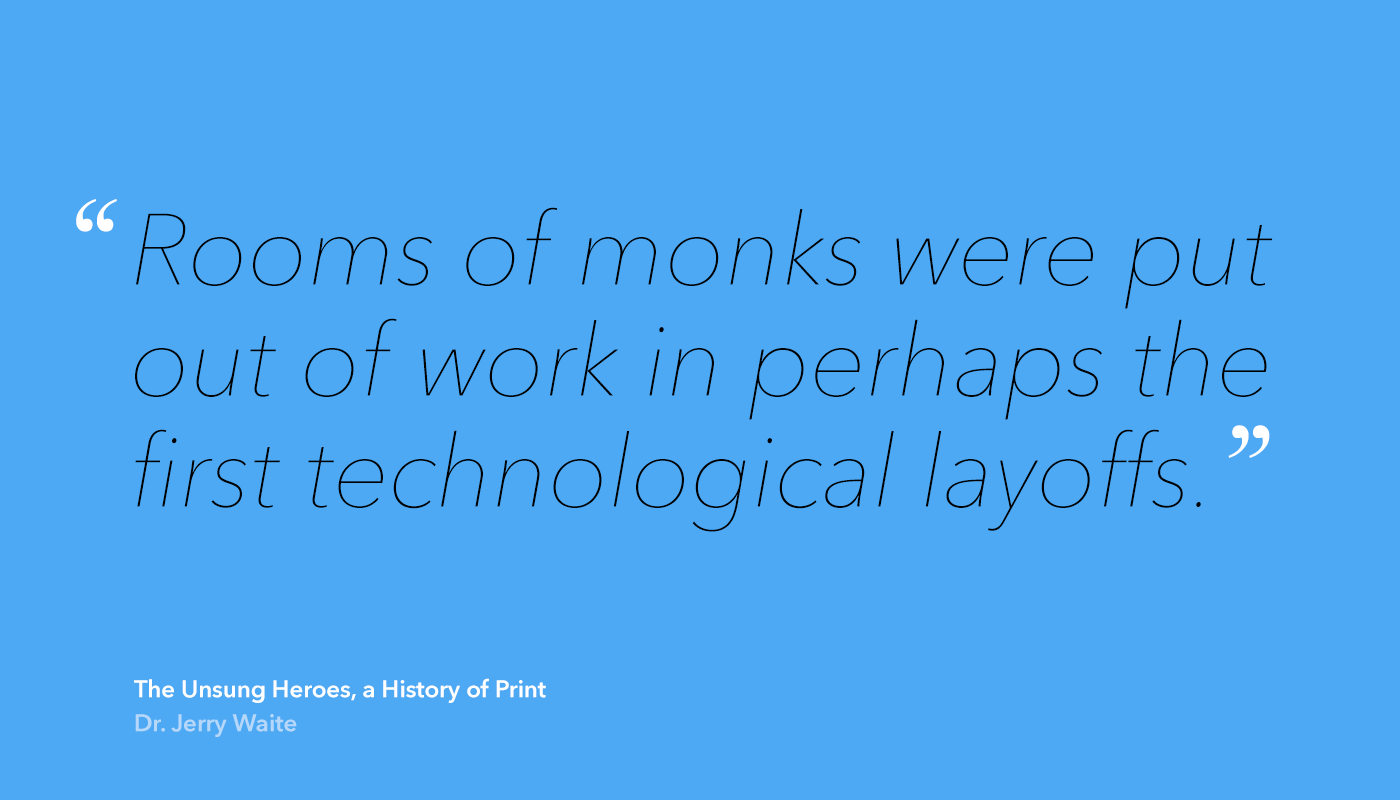 “Rooms of monks were put
out of work in perhaps the
first technological layoffs.”
The Unsung Heroes, a History of Print
Dr. Jerry Waite